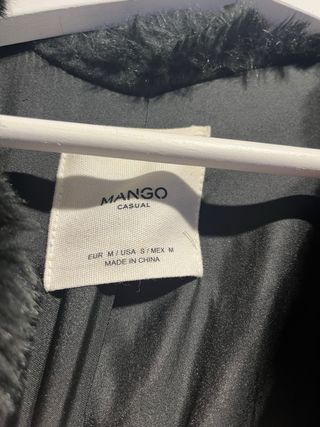 MANGO
CASUAL
EUR M / USA S / MEX M
MADE IN CHINA